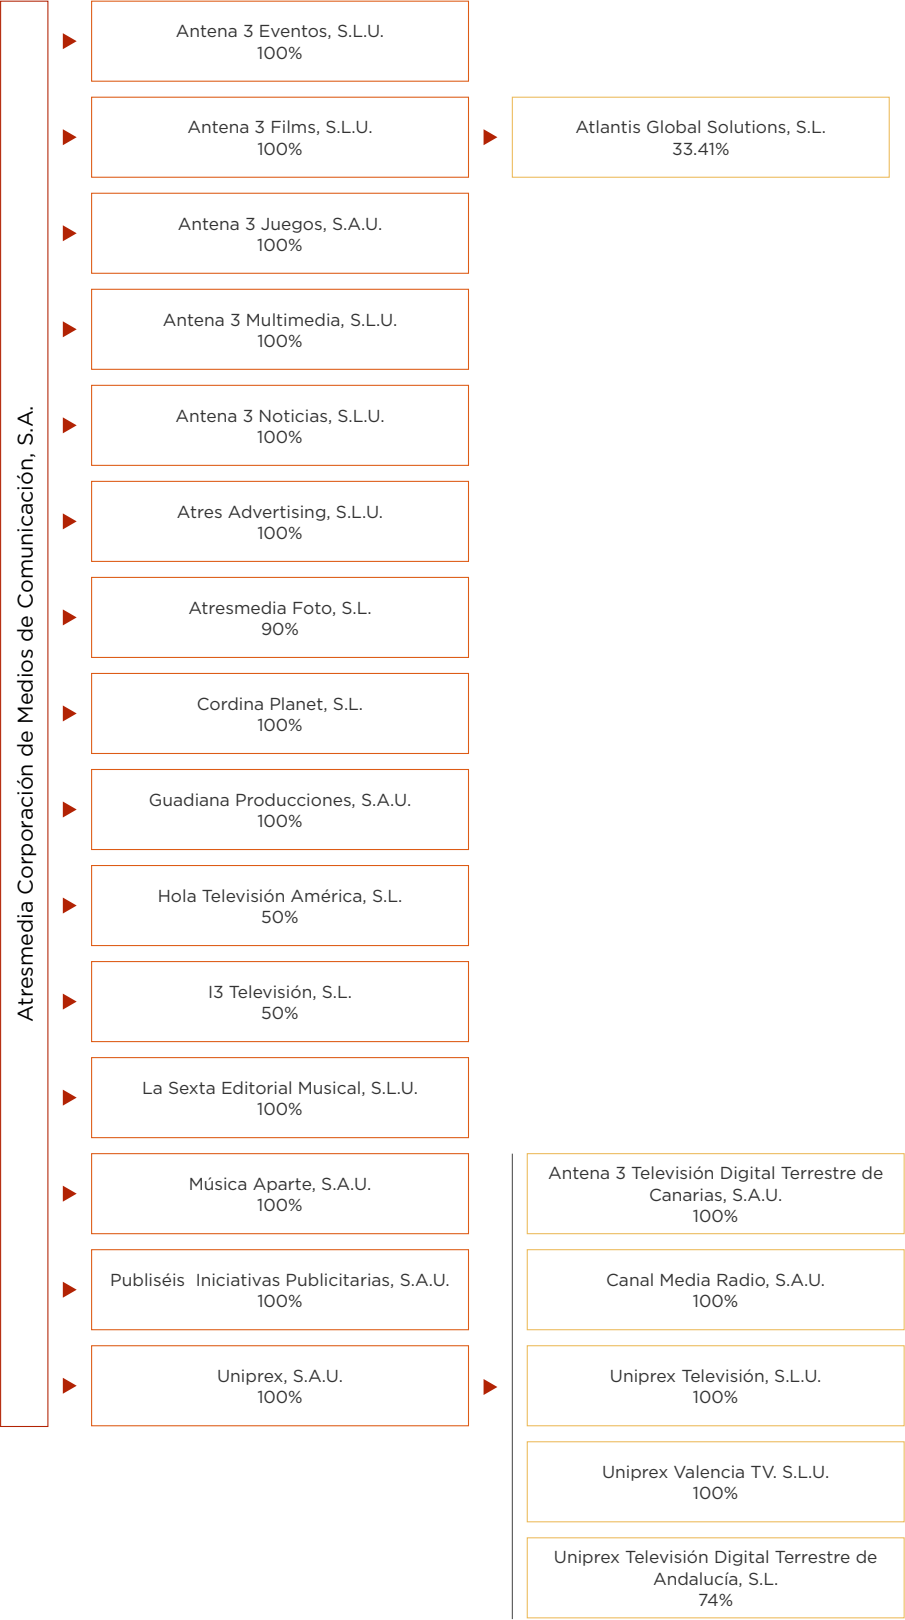 Atresmedia Corporación de Medios de Comunicación, S.A.
Antena 3 Eventos, S.L.U.
100%
Antena 3 Films, S.L.U.
100%
Atlantis Global Solutions, S.L.
33.41%
Antena 3 Juegos, S.A.U.
100%
Antena 3 Multimedia, S.L.U.
100%
Antena 3 Noticias, S.L.U.
100%
Atres Advertising, S.L.U.
100%
Atresmedia Foto, S.L.
90%
Cordina Planet, S.L.
100%
Guadiana Producciones, S.A.U.
100%
Hola Televisión América, S.L.
50%
I3 Televisión, S.L.
50%
La Sexta Editorial Musical, S.L.U.
100%
Música Aparte, S.A.U.
100%
Publiséis  Iniciativas Publicitarias, S.A.U.
100%
Uniprex, S.A.U.
100%
Antena 3 Televisión Digital Terrestre de
Canarias, S.A.U.
100%
Canal Media Radio, S.A.U.
100%
Uniprex Televisión, S.L.U.
100%
Uniprex Valencia TV. S.L.U.
100%
Uniprex Televisión Digital Terrestre de
Andalucía, S.L.
74%